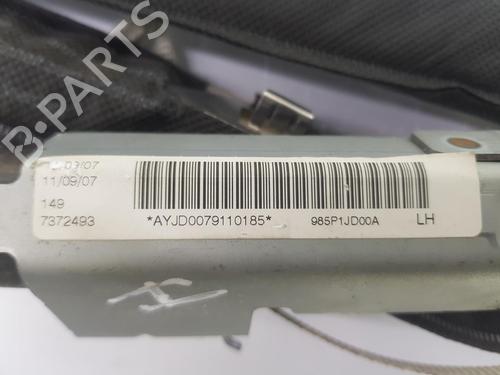 B-PARTS
11/09/07
149
7372493
*AYJD0079110185*
985P1JD00A
LH